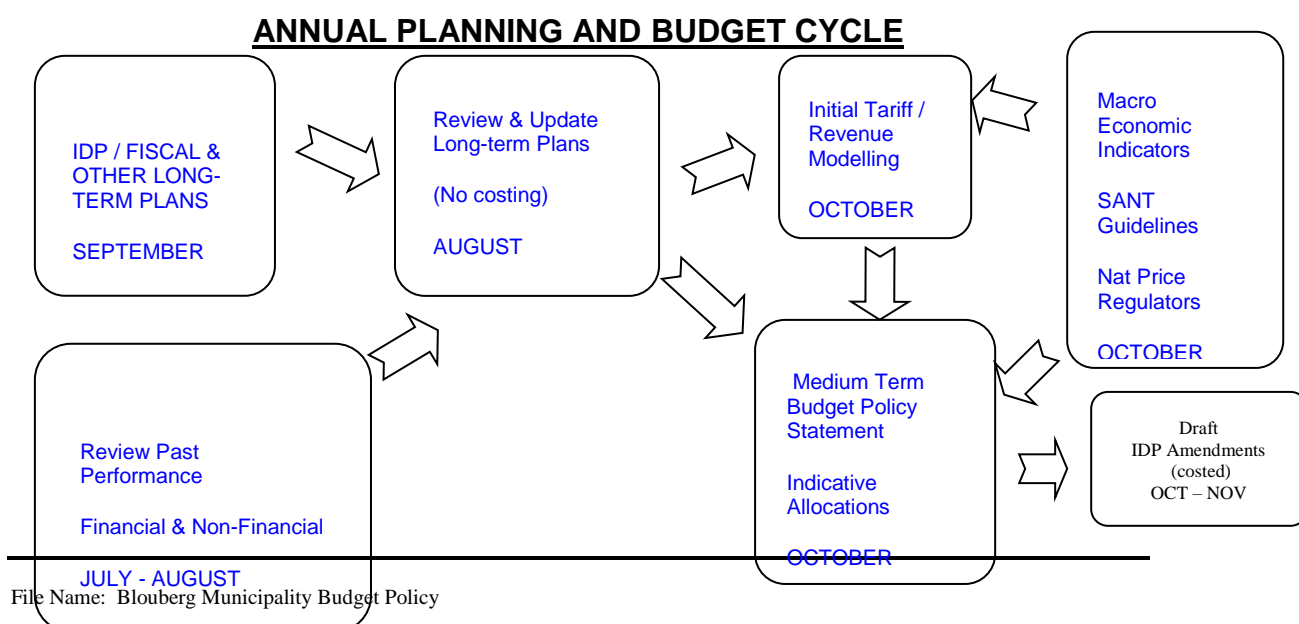 ANNUAL PLANNING AND BUDGET CYCLE
IDP / FISCAL &
OTHER LONG-
TERM PLANS
SEPTEMBER
Review & Update
Long-term Plans
(No costing)
AUGUST
Initial Tariff /
Revenue
Modelling
OCTOBER
Macro
Economic
Indicators
SANT
Guidelines
Nat Price
Regulators
OCTOBER
Review Past
Performance
Financial & Non-Financial
JULY - AUGUST
Medium Term
Budget Policy
Statement
Indicative
Allocations
OCTOBER
Draft
IDP Amendments
(costed)
OCT – NOV
File Name: Blouberg Municipality Budget Policy